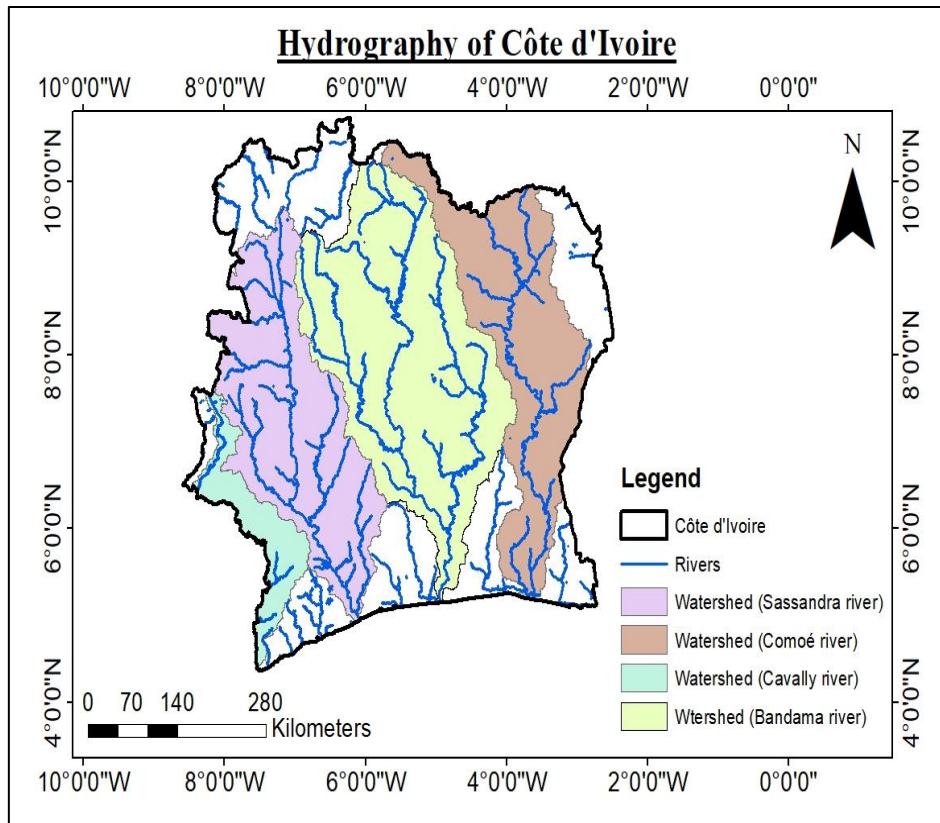 Hydrography of Côte d'Ivoire
10°0'0"W 8°0'0"W 6°0'0"W 4°0'0"W 2°0'0"W 0°0'0"
10°0'0"N
8°0'0"N
6°0'0"N
4°0'0"N
10°0'0"N
8°0'0"N
6°0'0"N
4°0'0"N
N
Legend
Côte d'Ivoire
Rivers
Watershed (Sassandra river)
Watershed (Comoé river)
Watershed (Cavally river)
Wtershed (Bandama river)
0 70 140 280
Kilometers
10°0'0"W 8°0'0"W 6°0'0"W 4°0'0"W 2°0'0"W 0°0'0"